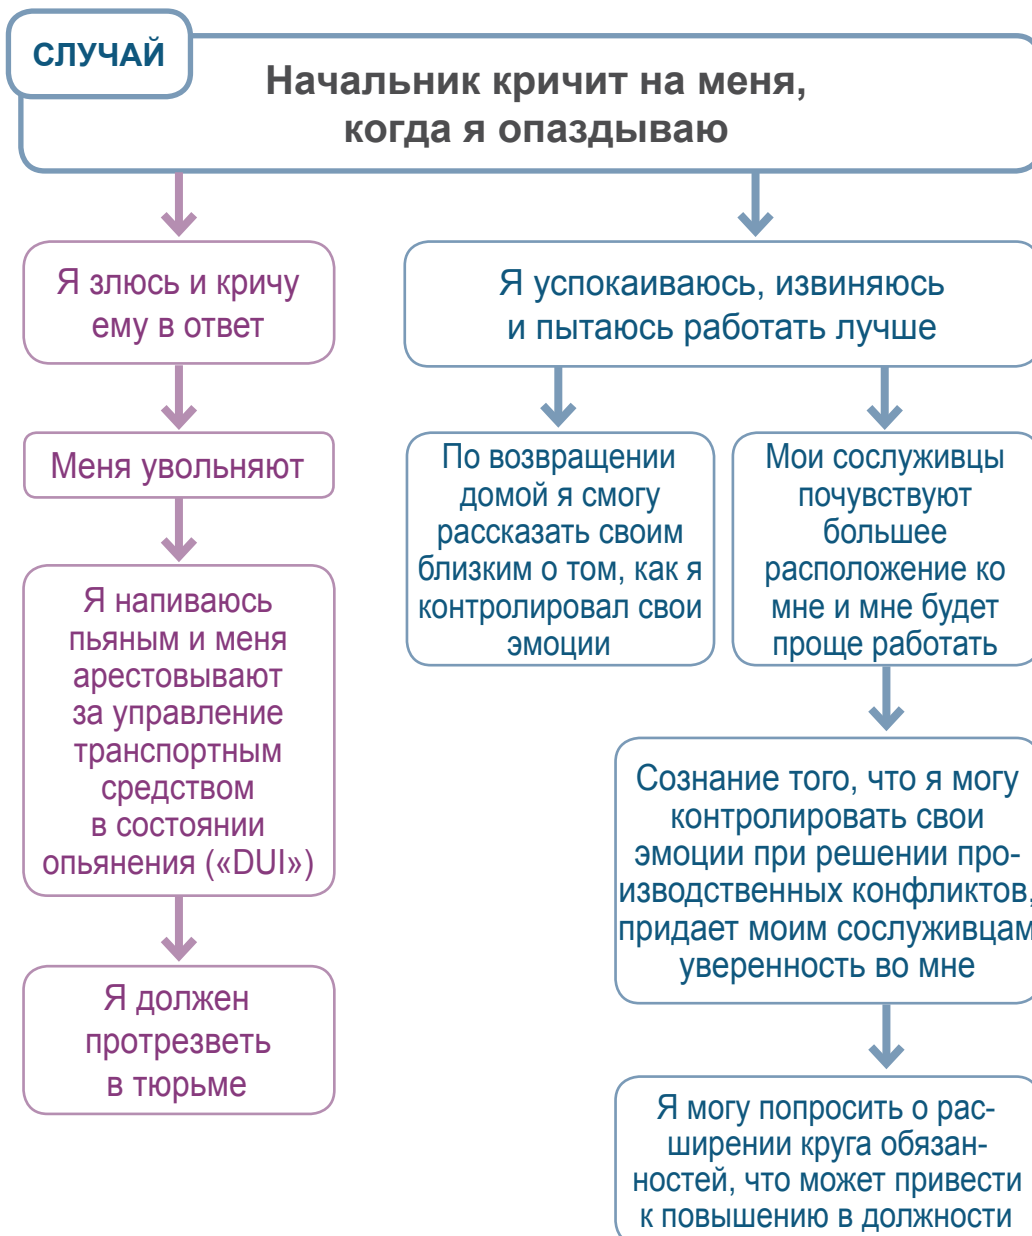 СЛУЧАЙ
Начальник кричит на меня,
когда я опаздываю
Я злюсь и кричу
ему в ответ
Меня увольняют
Я напиваюсь
пьяным и меня
арестовывают
за управление
транспортным
средством
в состоянии
опьянения («DUI»)
Я должен
протрезветь
в тюрьме
Я успокаиваюсь, извиняюсь
и пытаюсь работать лучше
По возвращении
домой я смогу
рассказать своим
близким о том, как я
контролировал свои
эмоции
Мои сослуживцы
почувствуют
большее
расположение ко
мне и мне будет
проще работать
Сознание того, что я могу
контролировать свои
эмоции при решении про-
изводственных конфликтов,
придает моим сослуживцам
уверенность во мне
Я могу попросить о рас-
ширении круга обязан-
ностей, что может привести
к повышению в должности